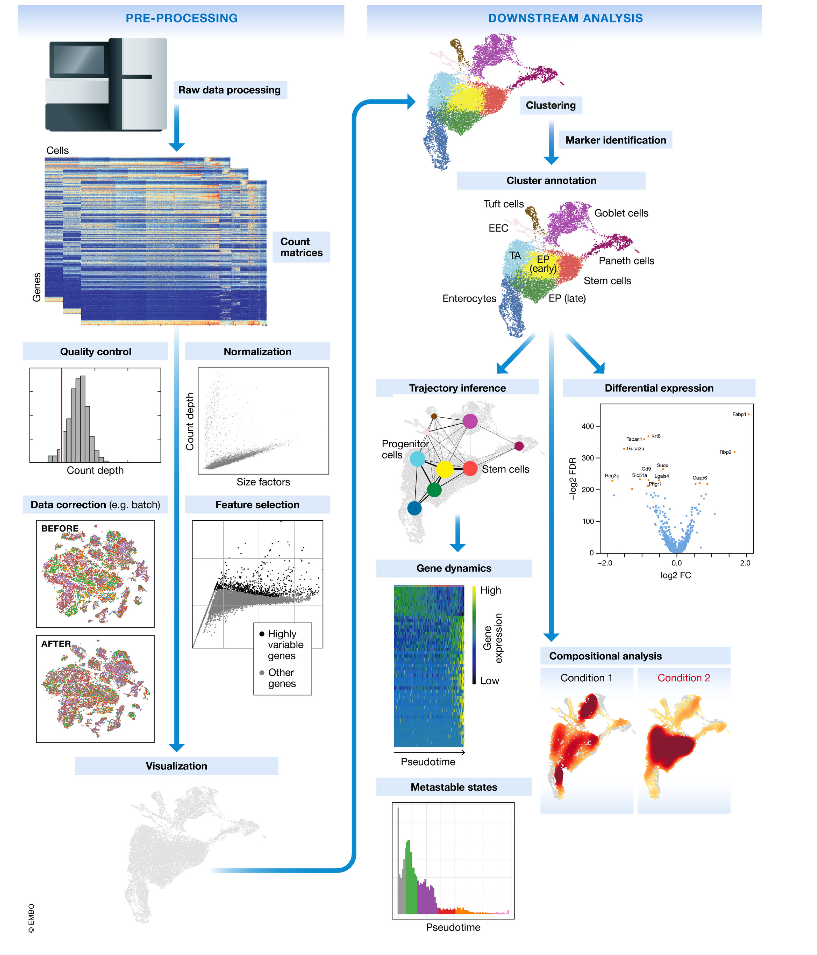 PRE-PROCESSING
Raw data processing
Cells
Genes
Count
matrices
Quality control
Count depth
Normalization
Count depth
Size factors
Data correction (e.g. batch)
BEFORE
AFTER
Feature selection
Highly
variable
genes
Other
genes
Visualization
© EMBO
DOWNSTREAM ANALYSIS
Clustering
Marker identification
Cluster annotation
Tuft cells
Goblet cells
EEC
TA
EP
(early)
Paneth cells
Stem cells
Enterocytes
EP (late)
Trajectory inference
Progenitor
cells
Stem cells
Gene dynamics
High
Gene
expression
Low
Pseudotime
Metastable states
Pseudotime
Differential expression
−log2 FDR
400
300
200
100
0
−2.0
0.0
2.0
log2 FC
Fabp1
Krt8
Fbp2
Cd9
Reg3g
Compositional analysis
Condition 1
Condition 2